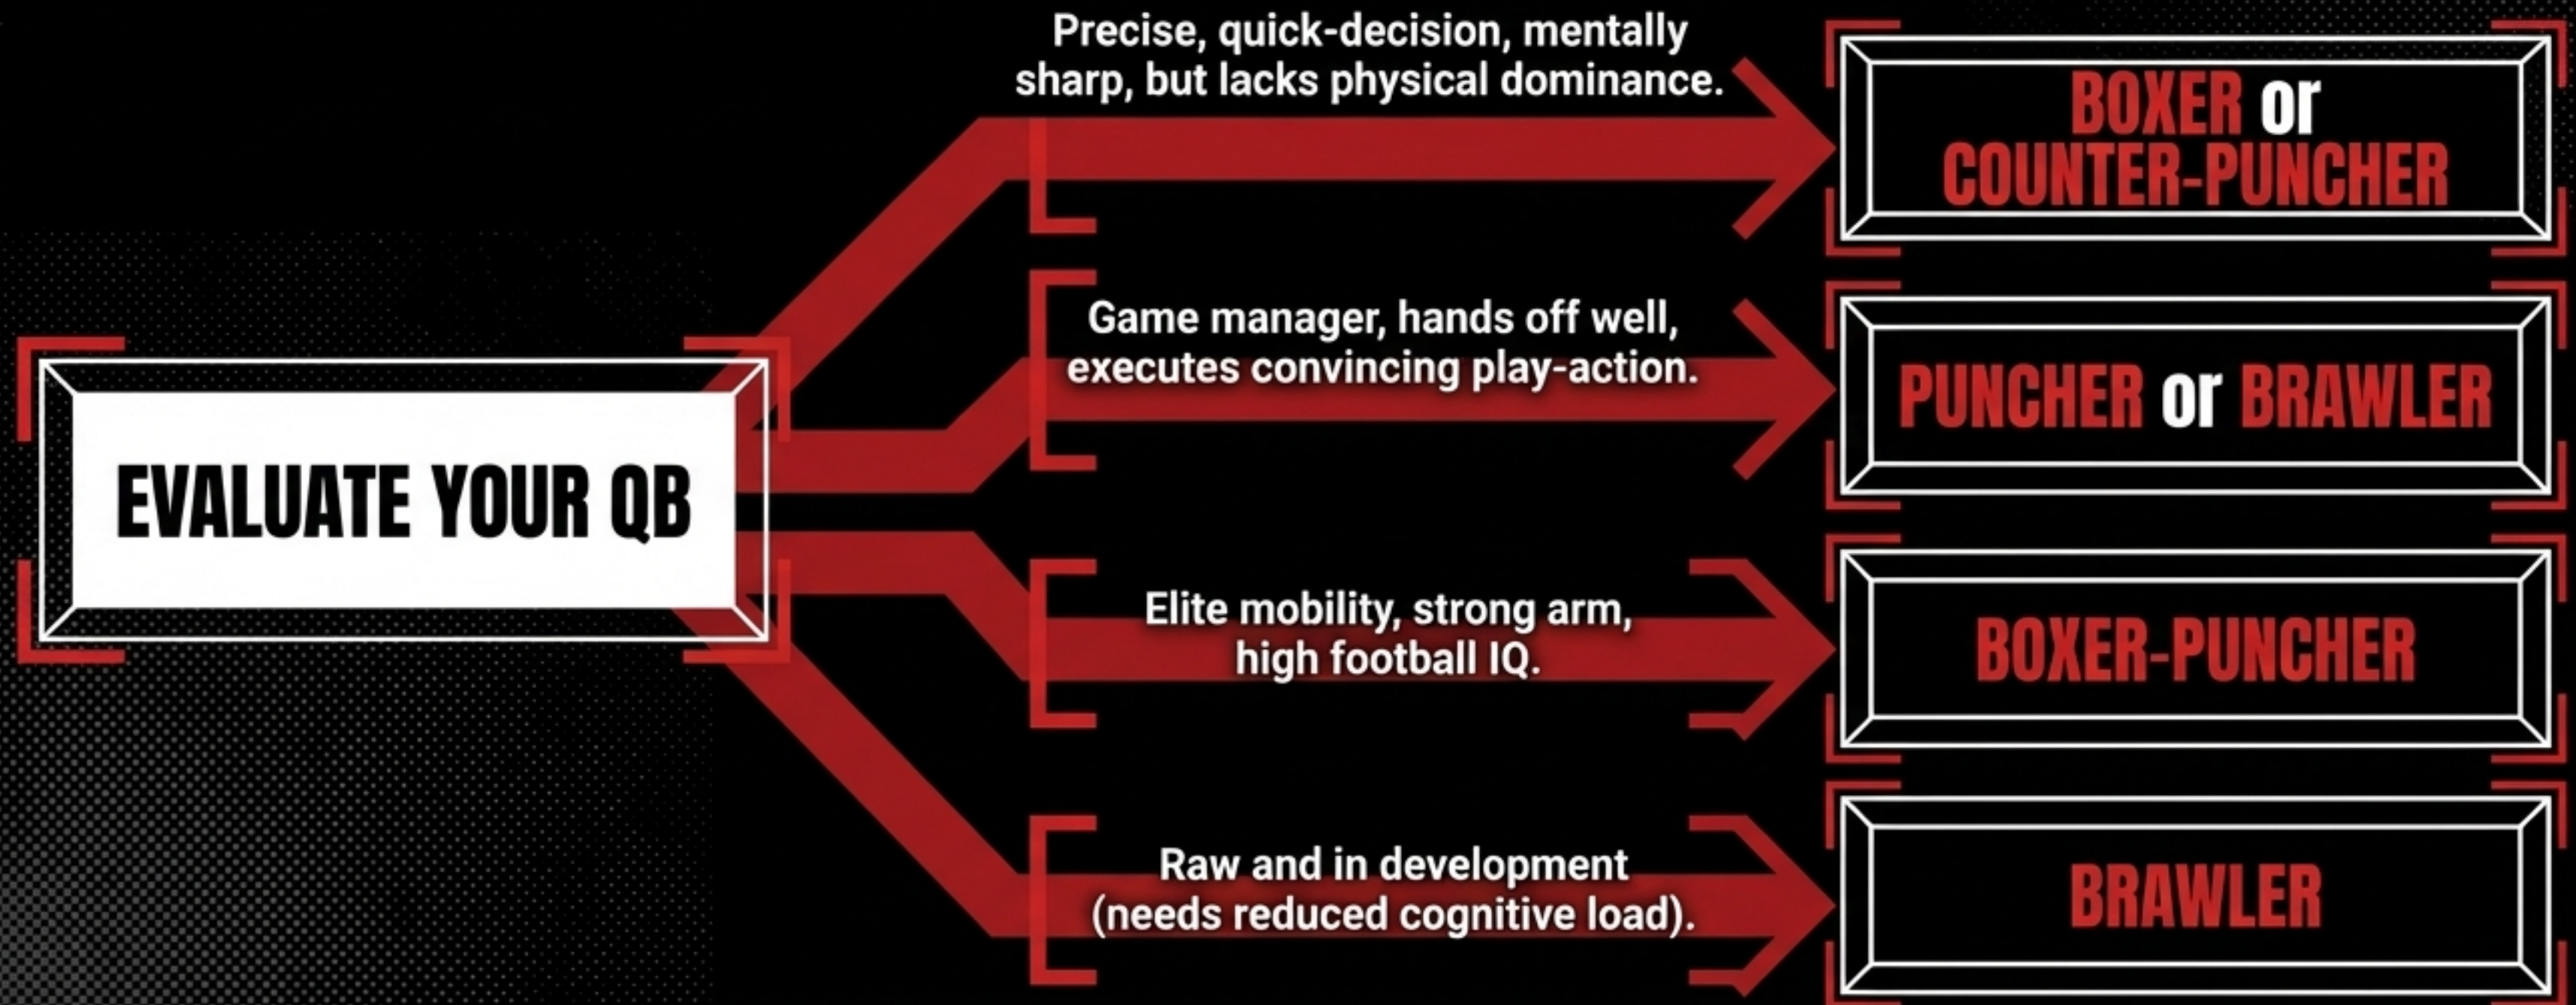 Precise, quick-decision, mentally
sharp, but lacks physical dominance.
BOXER or
COUNTER-PUNCHER
Game manager, hands off well,
executes convincing play-action.
PUNCHER or BRAWLER
EVALUATE YOUR QB
Elite mobility, strong arm,
high football IQ.
BOXER-PUNCHER
Raw and in development
(needs reduced cognitive load).
BRAWLER